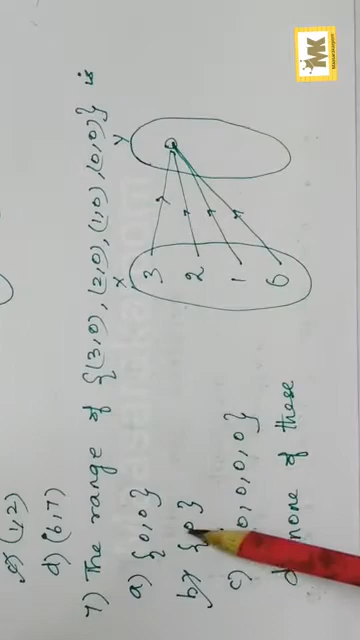 c) (1,2)
d) (6,7)
7) The range of {(3,0), (2,0), (1,0), (0,0)} is
a) {0,0}
b) {0}
c) 0,0,0,0}
d) none of these
X
Y
3
2
1
0
0
MK